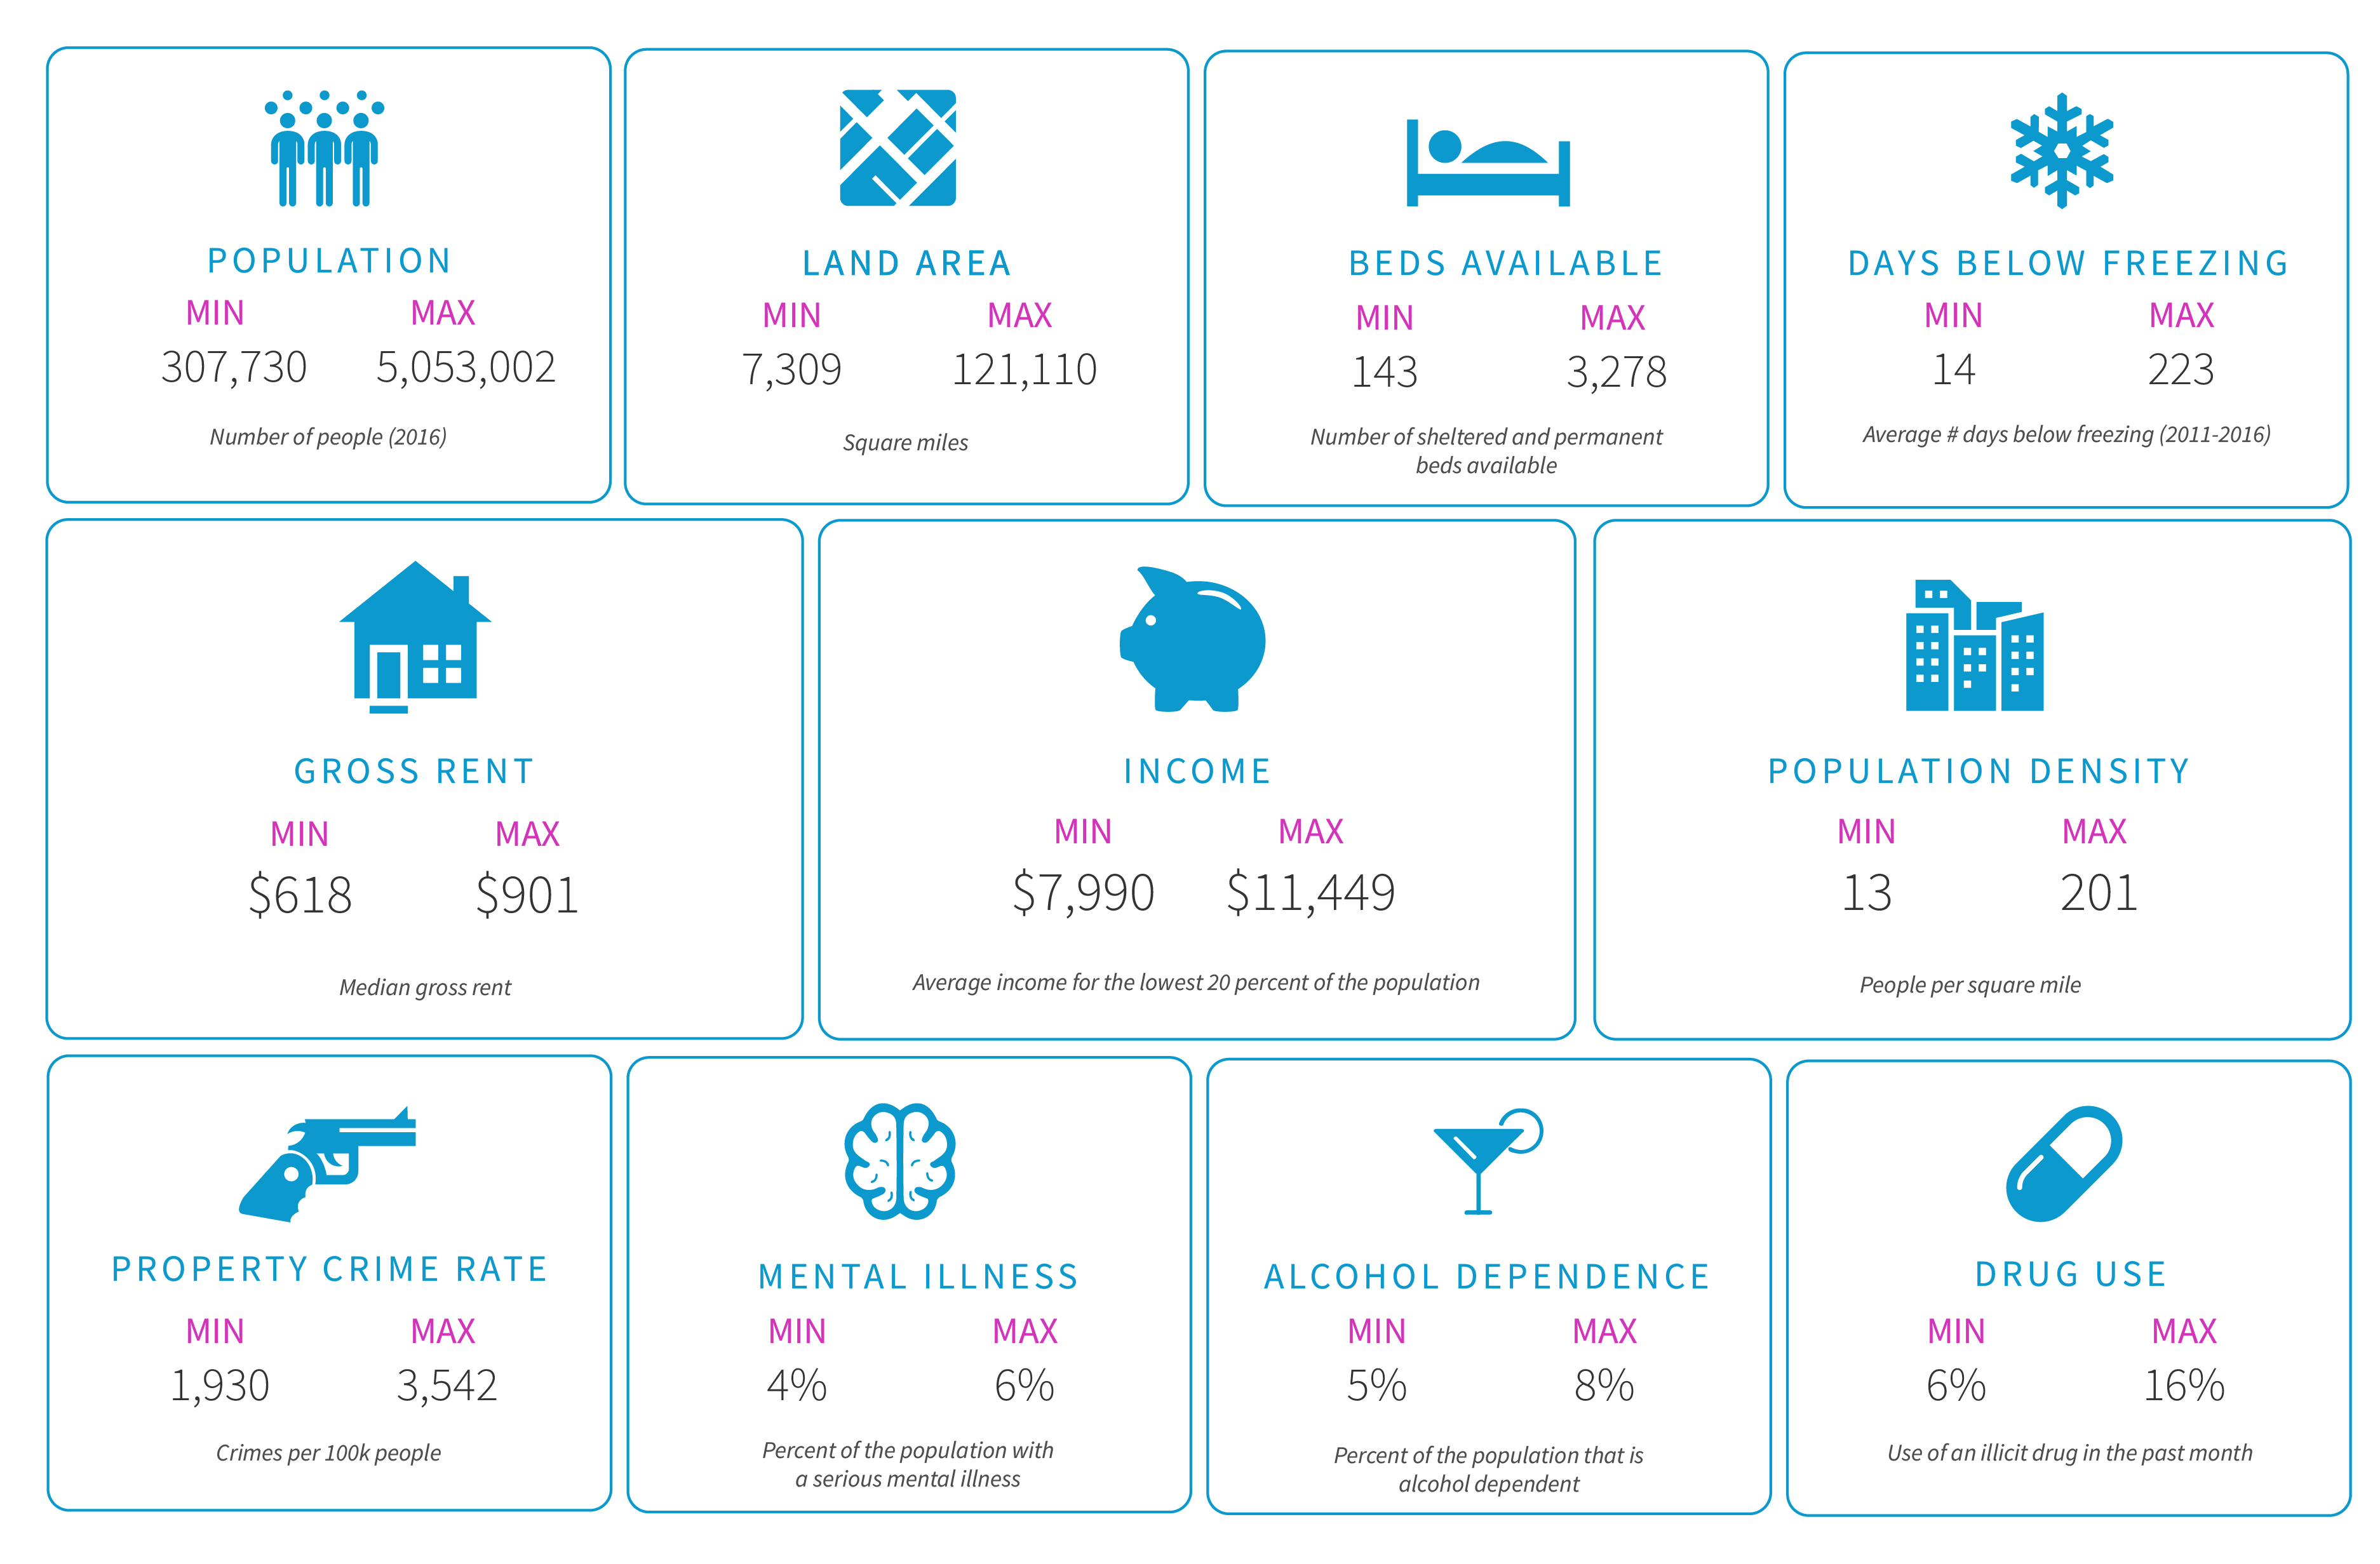 POPULATION
MIN MAX
307,730 5,053,002
Number of people (2016)
LAND AREA
MIN MAX
7,309 121,110
Square miles
BEDS AVAILABLE
MIN MAX
143 3,278
Number of sheltered and permanent
beds available
DAYS BELOW FREEZING
MIN MAX
14 223
Average # days below freezing (2011-2016)
GROSS RENT
MIN MAX
$618 $901
Median gross rent
INCOME
MIN MAX
$7,990 $11,449
Average income for the lowest 20 percent of the population
POPULATION DENSITY
MIN MAX
13 201
People per square mile
PROPERTY CRIME RATE
MIN MAX
1,930 3,542
Crimes per 100k people
MENTAL ILLNESS
MIN MAX
4% 6%
Percent of the population with
a serious mental illness
ALCOHOL DEPENDENCE
MIN MAX
5% 8%
Percent of the population that is
alcohol dependent
DRUG USE
MIN MAX
6% 16%
Use of an illicit drug in the past month